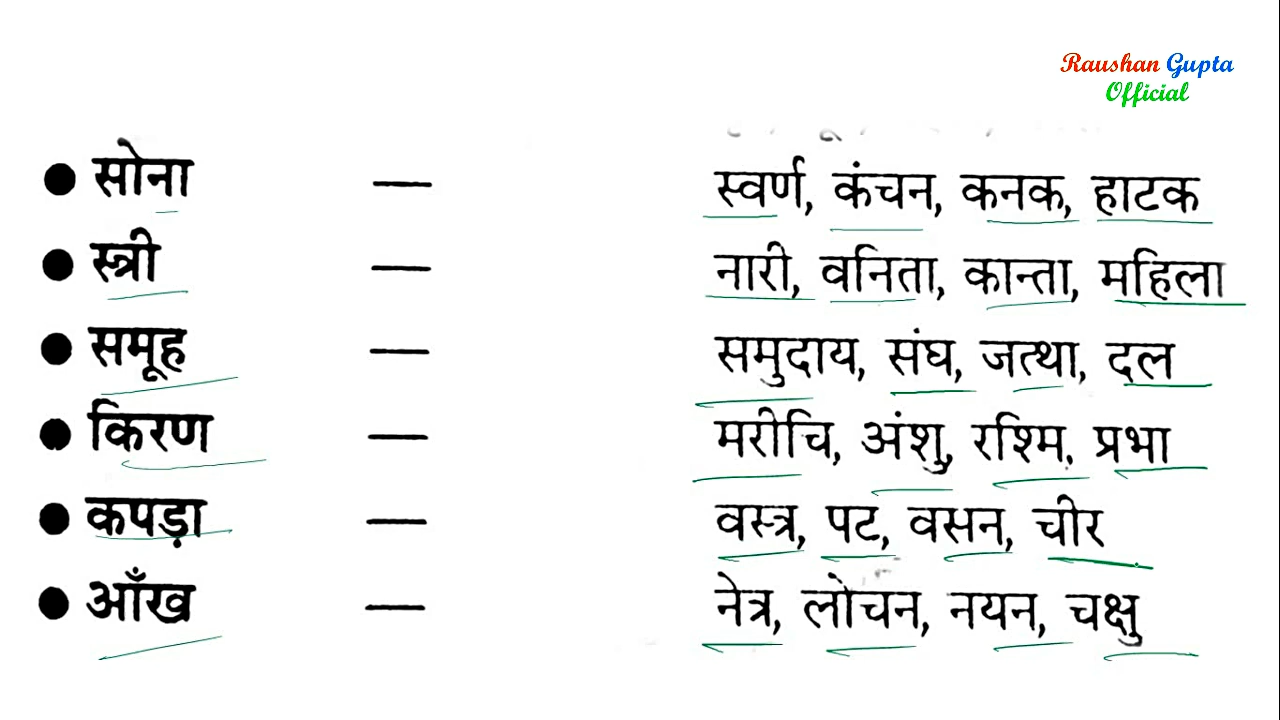 Raushan Gupta
Official
● सोना — स्वर्ण, कंचन, कनक, हाटक
● स्त्री — नारी, वनिता, कान्ता, महिला
● समूह — समुदाय, संघ, जत्था, दल
● किरण — मरीचि, अंशु, रश्मि, प्रभा
● कपड़ा — वस्त्र, पट, वसन, चीर
● आँख — नेत्र, लोचन, नयन, चक्षु